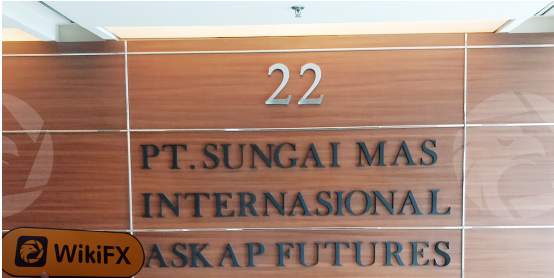 22
PT. SUNGAI MAS
INTERNASIONAL
ASKAP FUTURES
WikiFX